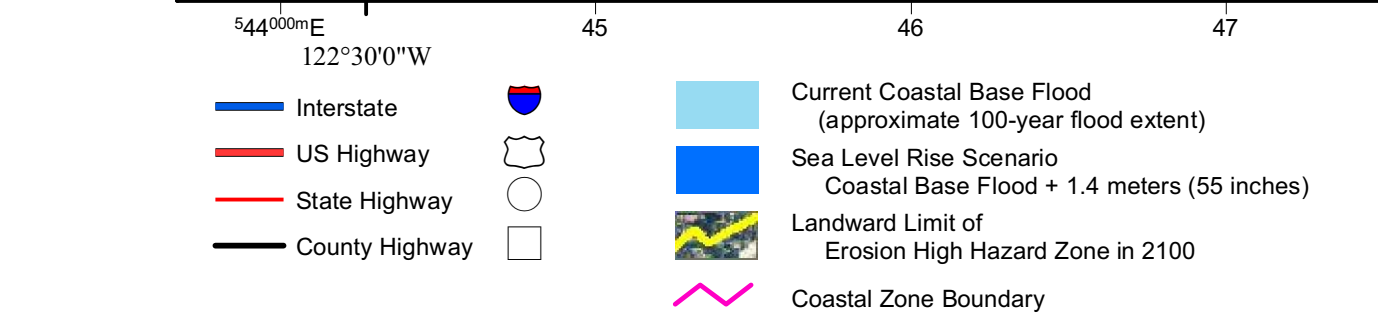 544000mE 45 46 47
122°30'0"W
Interstate
US Highway
State Highway
County Highway
Current Coastal Base Flood
(approximate 100-year flood extent)
Sea Level Rise Scenario
Coastal Base Flood + 1.4 meters (55 inches)
Landward Limit of
Erosion High Hazard Zone in 2100
Coastal Zone Boundary